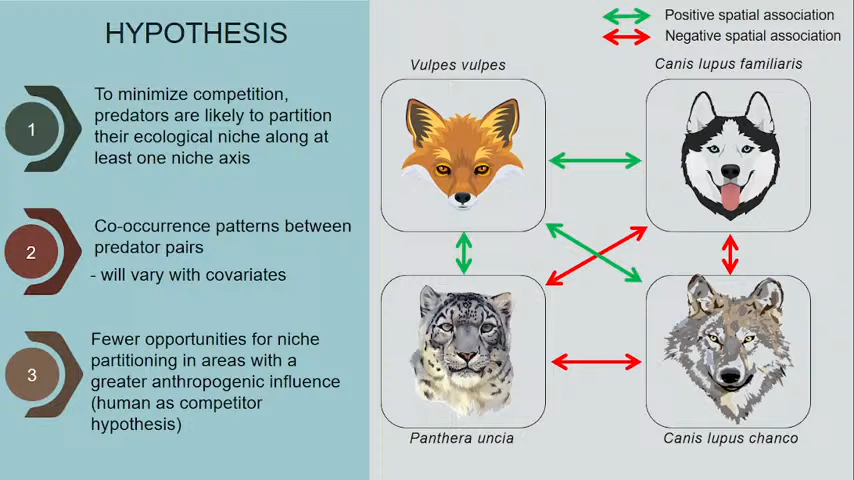 HYPOTHESIS
1
To minimize competition,
predators are likely to partition
their ecological niche along at
least one niche axis
2
Co-occurrence patterns between
predator pairs
- will vary with covariates
3
Fewer opportunities for niche
partitioning in areas with a
greater anthropogenic influence
(human as competitor
hypothesis)
Positive spatial association
Negative spatial association
Vulpes vulpes
Canis lupus familiaris
Panthera uncia
Canis lupus chanco